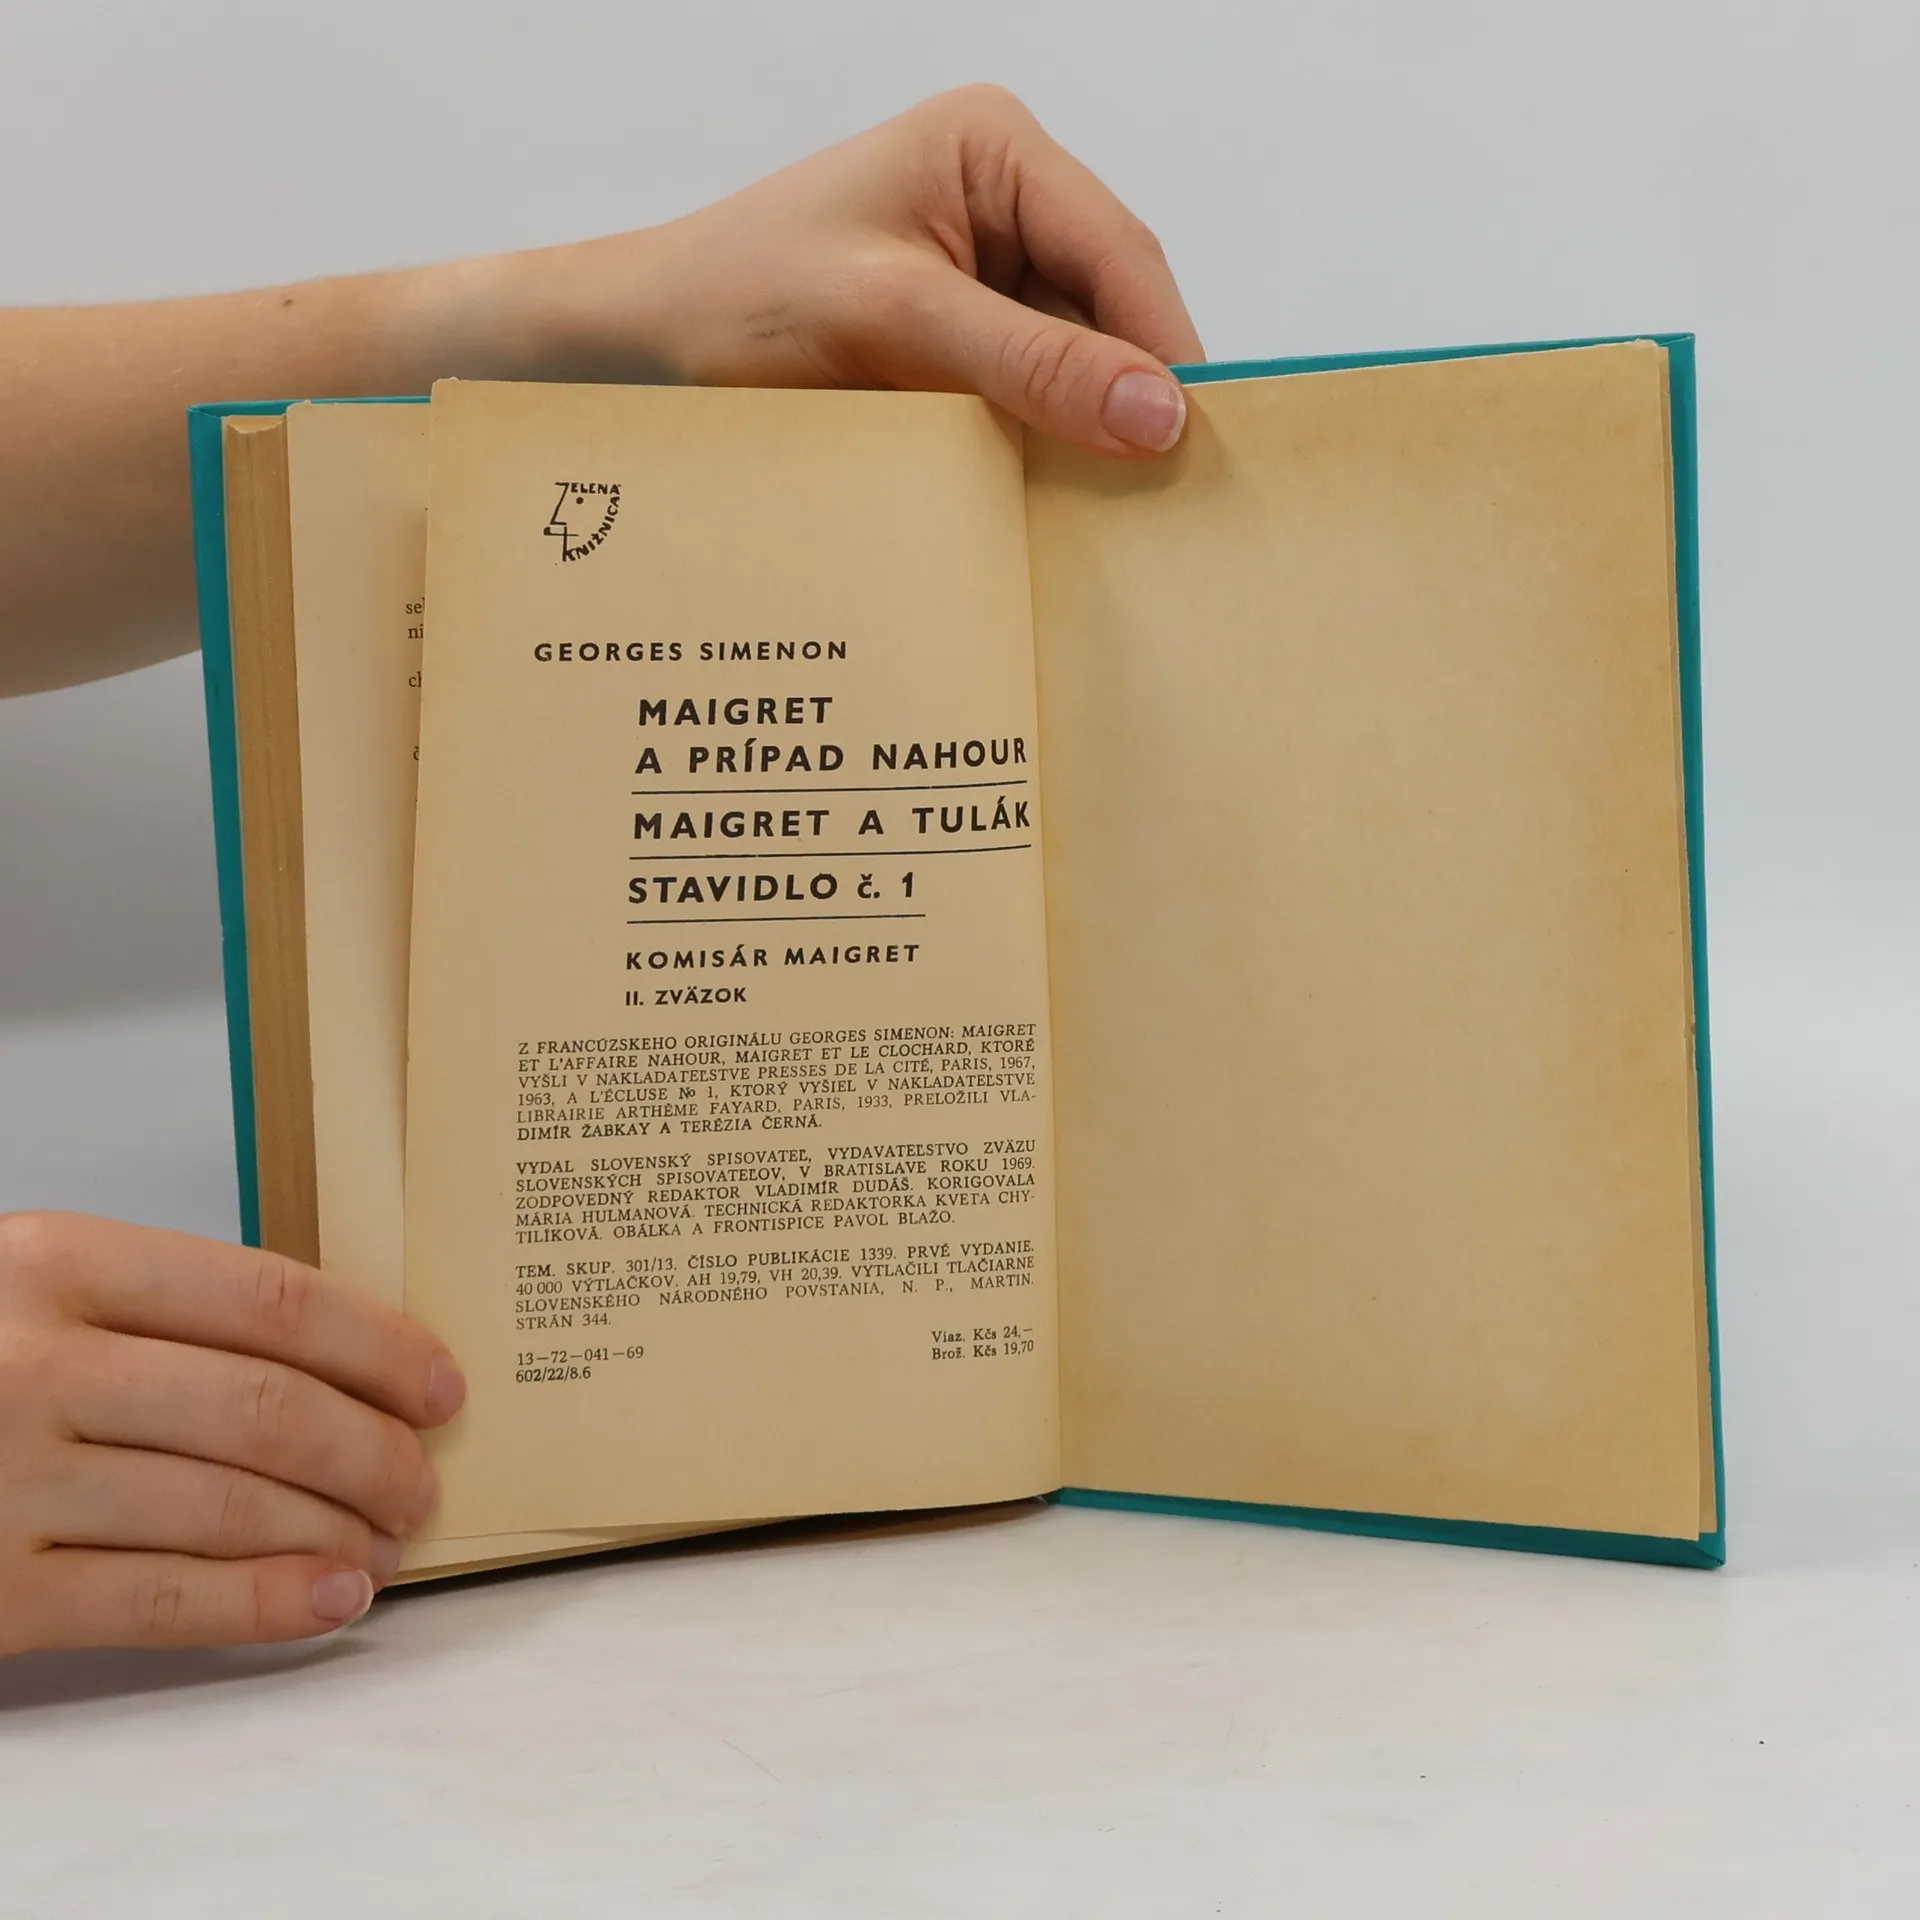 ZELENÁ
KNIŽNICA
GEORGES SIMENON
MAIGRET
A PRÍPAD NAHOUR
MAIGRET A TULÁK
STAVIDLO č. 1
KOMISÁR MAIGRET
II. ZVÄZOK
Z FRANCÚZSKEHO ORIGINÁLU GEORGES SIMENON: MAIGRET
ET L'AFFAIRE NAHOUR, MAIGRET ET LE CLOCHARD, KTORÉ
VYŠLI V NAKLADATEĽSTVE PRESSES DE LA CITÉ, PARIS, 1967,
1963, A L'ÉCLUSE № 1, KTORÝ VYŠIEL V NAKLADATEĽSTVE
LIBRAIRIE ARTHÈME FAYARD, PARIS, 1933, PRELOŽILI VLA-
DIMÍR ŽABKAY A TERÉZIA ČERNÁ.
VYDAL SLOVENSKÝ SPISOVATEĽ, VYDAVATEĽSTVO ZVÄZU
SLOVENSKÝCH SPISOVATEĽOV, V BRATISLAVE ROKU 1969.
ZODPOVEDNÝ REDAKTOR VLADIMÍR DUDÁŠ. KORIGOVALA
MÁRIA HULMANOVÁ. TECHNICKÁ REDAKTORKA KVETA CHY-
TILÍKOVÁ. OBÁLKA A FRONTISPICE PAVOL BLAŽO.
TEM. SKUP. 301/13. ČÍSLO PUBLIKÁCIE 1339. PRVÉ VYDANIE.
40 000 VÝTLAČKOV. AH 19,79, VH 20,39. VYTLAČILI TLAČIARNE
SLOVENSKÉHO NÁRODNÉHO POVSTANIA, N. P., MARTIN.
STRÁN 344.
13—72—041—69
602/22/8.6
Viaz. Kčs 24,—
Brož. Kčs 19,70